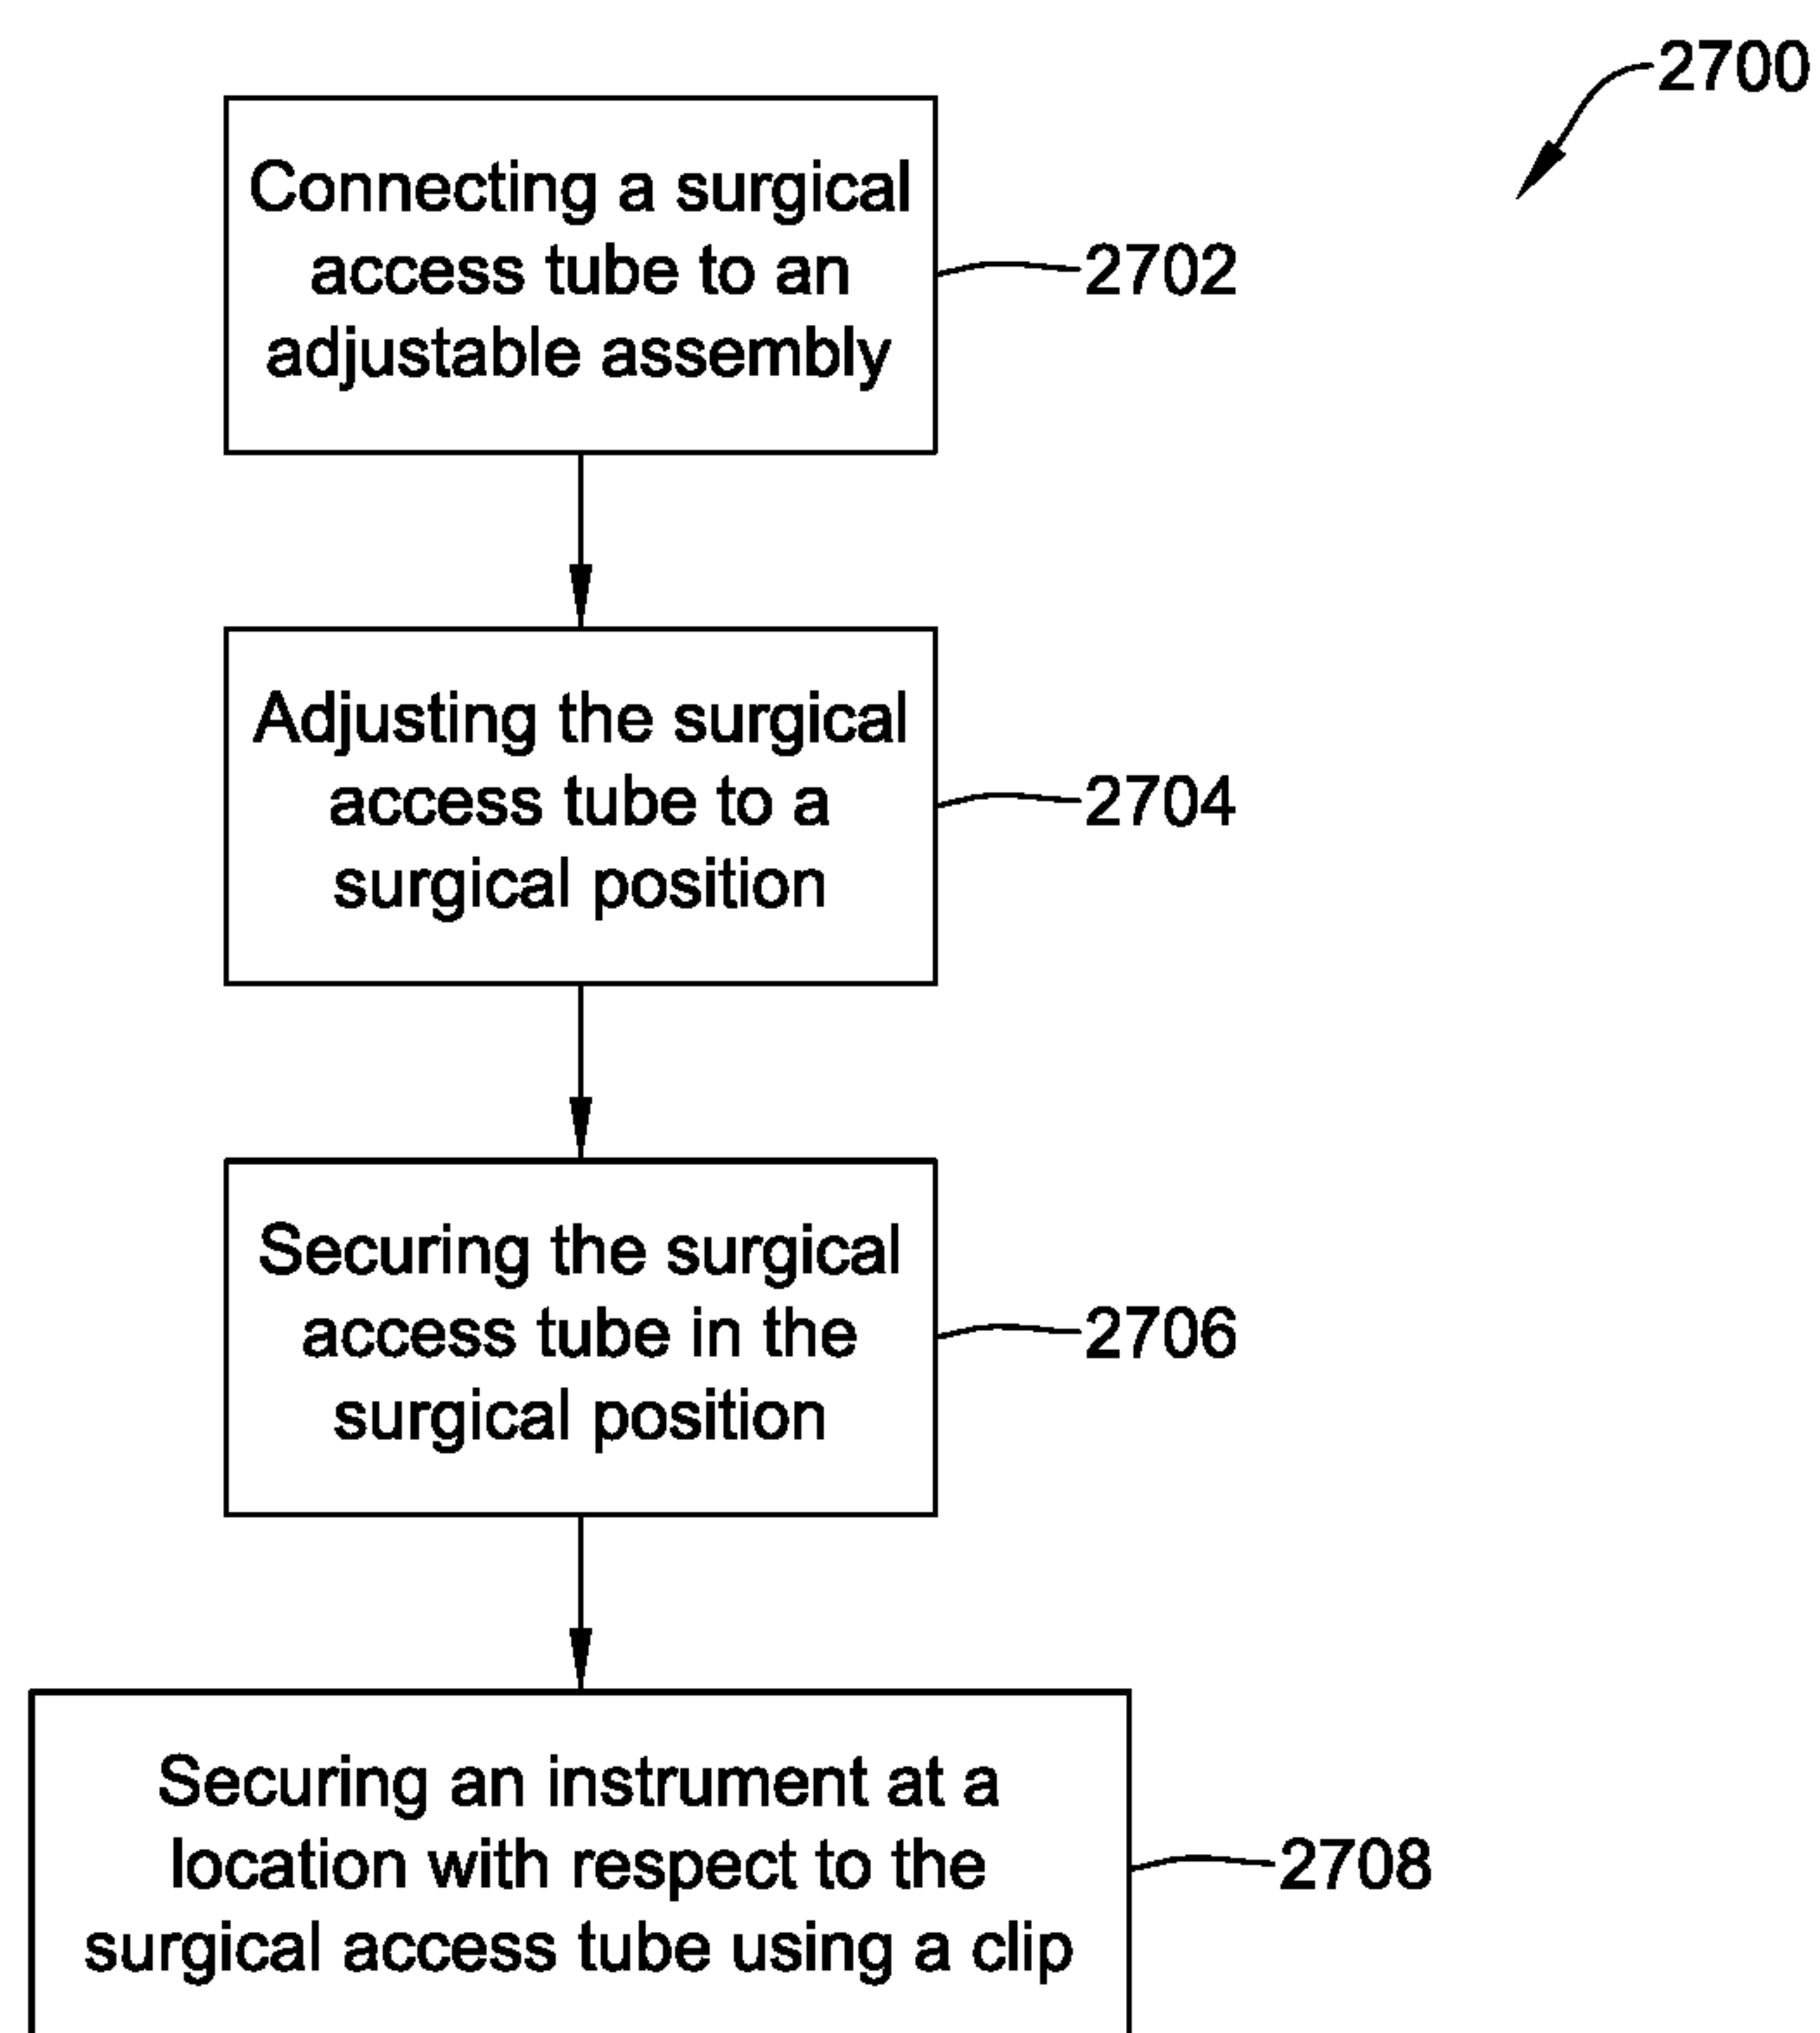 2700
Connecting a surgical
access tube to an
adjustable assembly
2702
Adjusting the surgical
access tube to a
surgical position
2704
Securing the surgical
access tube in the
surgical position
2706
Securing an instrument at a
location with respect to the
surgical access tube using a clip
2708